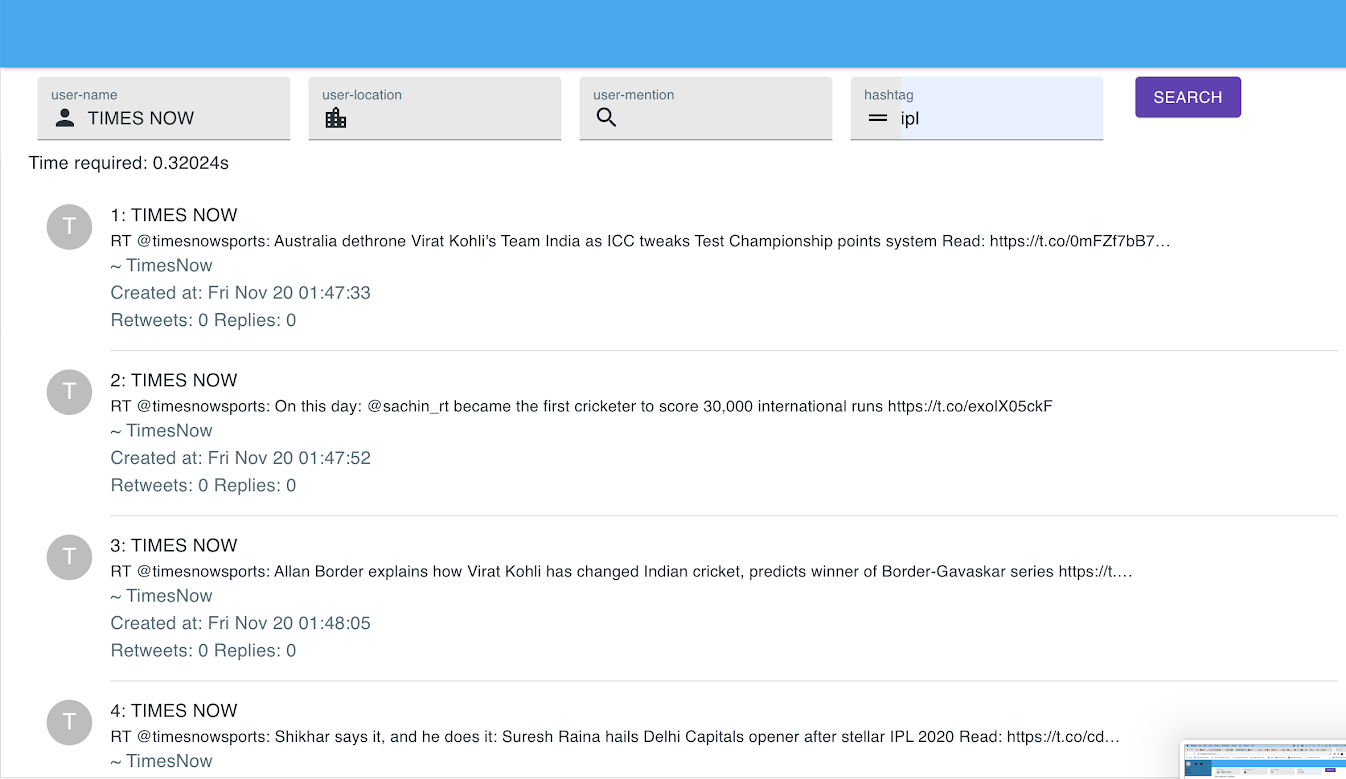 user-name
user-location
user-mention
hashtag
TIMES NOW
ipl
SEARCH
Time required: 0.32024s
T
1: TIMES NOW
RT @timesnowsports: Australia dethrone Virat Kohli's Team India as ICC tweaks Test Championship points system Read: https://t.co/0mFZf7bB7…
~ TimesNow
Created at: Fri Nov 20 01:47:33
Retweets: 0 Replies: 0
T
2: TIMES NOW
RT @timesnowsports: On this day: @sachin_rt became the first cricketer to score 30,000 international runs https://t.co/exolX05ckF
~ TimesNow
Created at: Fri Nov 20 01:47:52
Retweets: 0 Replies: 0
T
3: TIMES NOW
RT @timesnowsports: Allan Border explains how Virat Kohli has changed Indian cricket, predicts winner of Border-Gavaskar series https://t.…
~ TimesNow
Created at: Fri Nov 20 01:48:05
Retweets: 0 Replies: 0
T
4: TIMES NOW
RT @timesnowsports: Shikhar says it, and he does it: Suresh Raina hails Delhi Capitals opener after stellar IPL 2020 Read: https://t.co/cd…
~ TimesNow